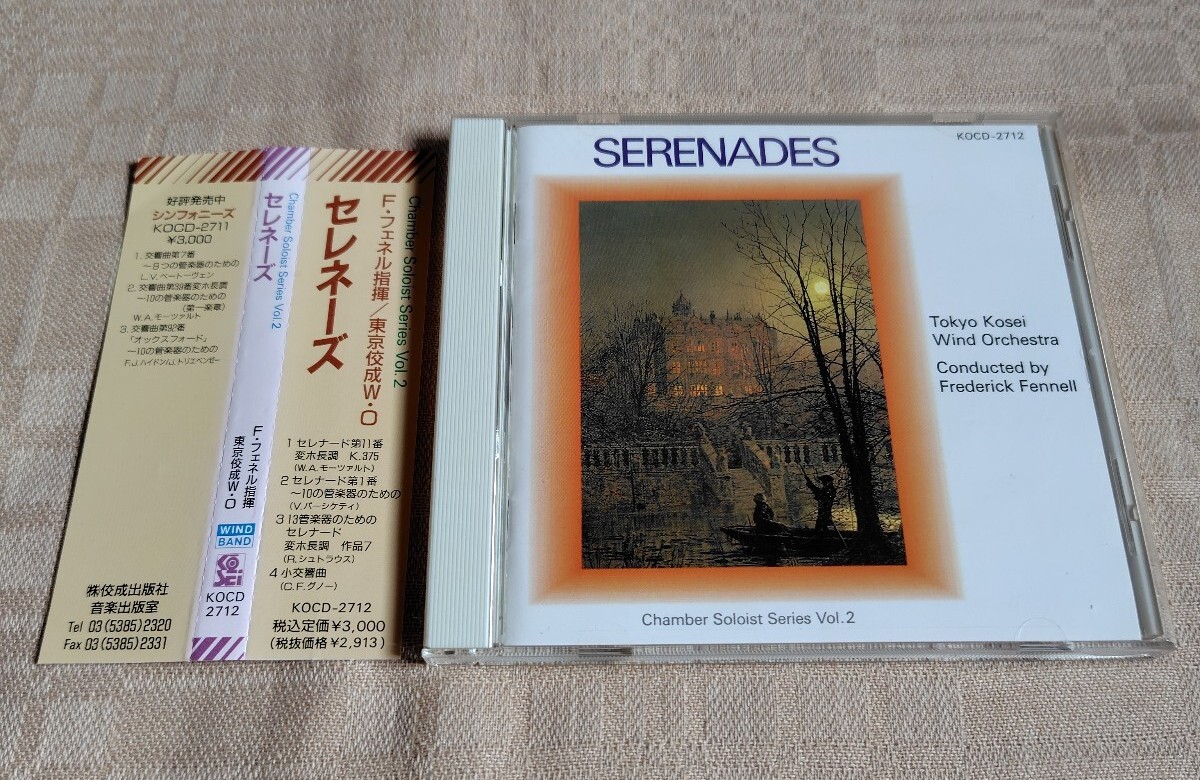 好評発売中
シンフォニーズ
KOCD-2711
¥3,000
1. 交響曲第7番
〜9つの管楽器のための
L.V.ベートーヴェン
2. 交響曲第39番変ホ長調
〜10の管楽器のための
(第一楽章)
W.A.モーツァルト
3. 交響曲第92番
「オックスフォード」
〜10の管楽器のための
F.J.ハイドン/J.トリエベンゼー
㈱佼成出版社
音楽出版室
Tel 03(5385)2320
Fax 03(5385)2331
Chamber Soloist Series Vol.2
セレネーズ
F・フェネル指揮
東京佼成W・O
WIND
BAND
KOSEI
KOCD
2712
Chamber Soloist Series Vol.2
F・フェネル指揮/東京佼成W・O
セレネーズ
1 セレナード第11番
変ホ長調 K.375
(W.A.モーツァルト)
2 セレナード第1番
〜10の管楽器のための
(V.パーシケティ)
3 13管楽器のための
セレナード
変ホ長調 作品7
(R.シュトラウス)
4 小交響曲
(C.F.グノー)
KOCD-2712
税込定価¥3,000
(税抜価格¥2,913)
SERENADES
KOCD-2712
Tokyo Kosei
Wind Orchestra
Conducted by
Frederick Fennell
Chamber Soloist Series Vol.2